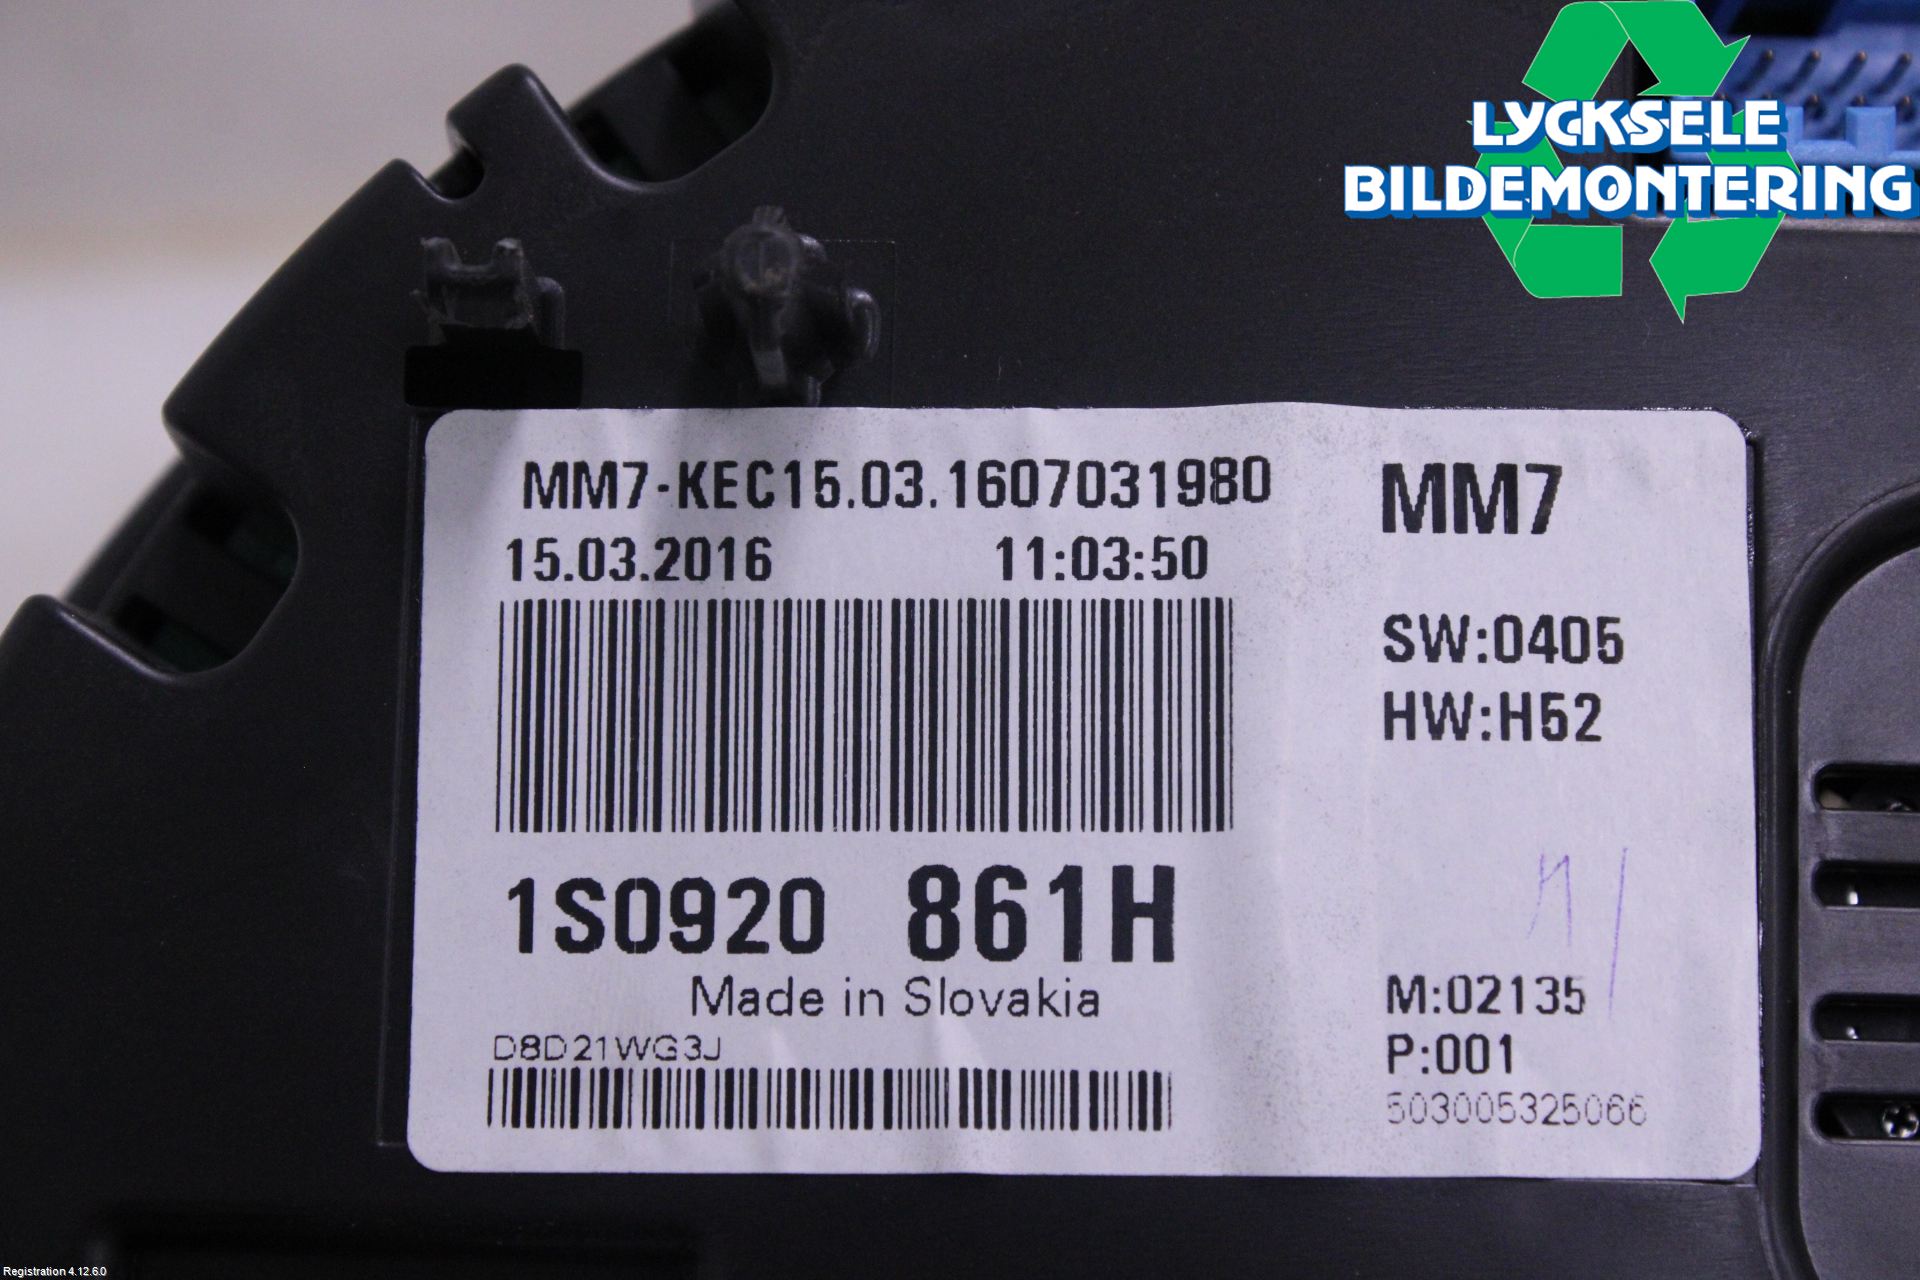 LYCKSELE
BILDEMONTERING
MM7-KEC15.03.1607031980
15.03.2016 11:03:50
1S0920 861H
Made in Slovakia
D8D21WG3J
MM7
SW:0405
HW:H52
M:02135
P:001
503005325066
Registration 4.12.6.0